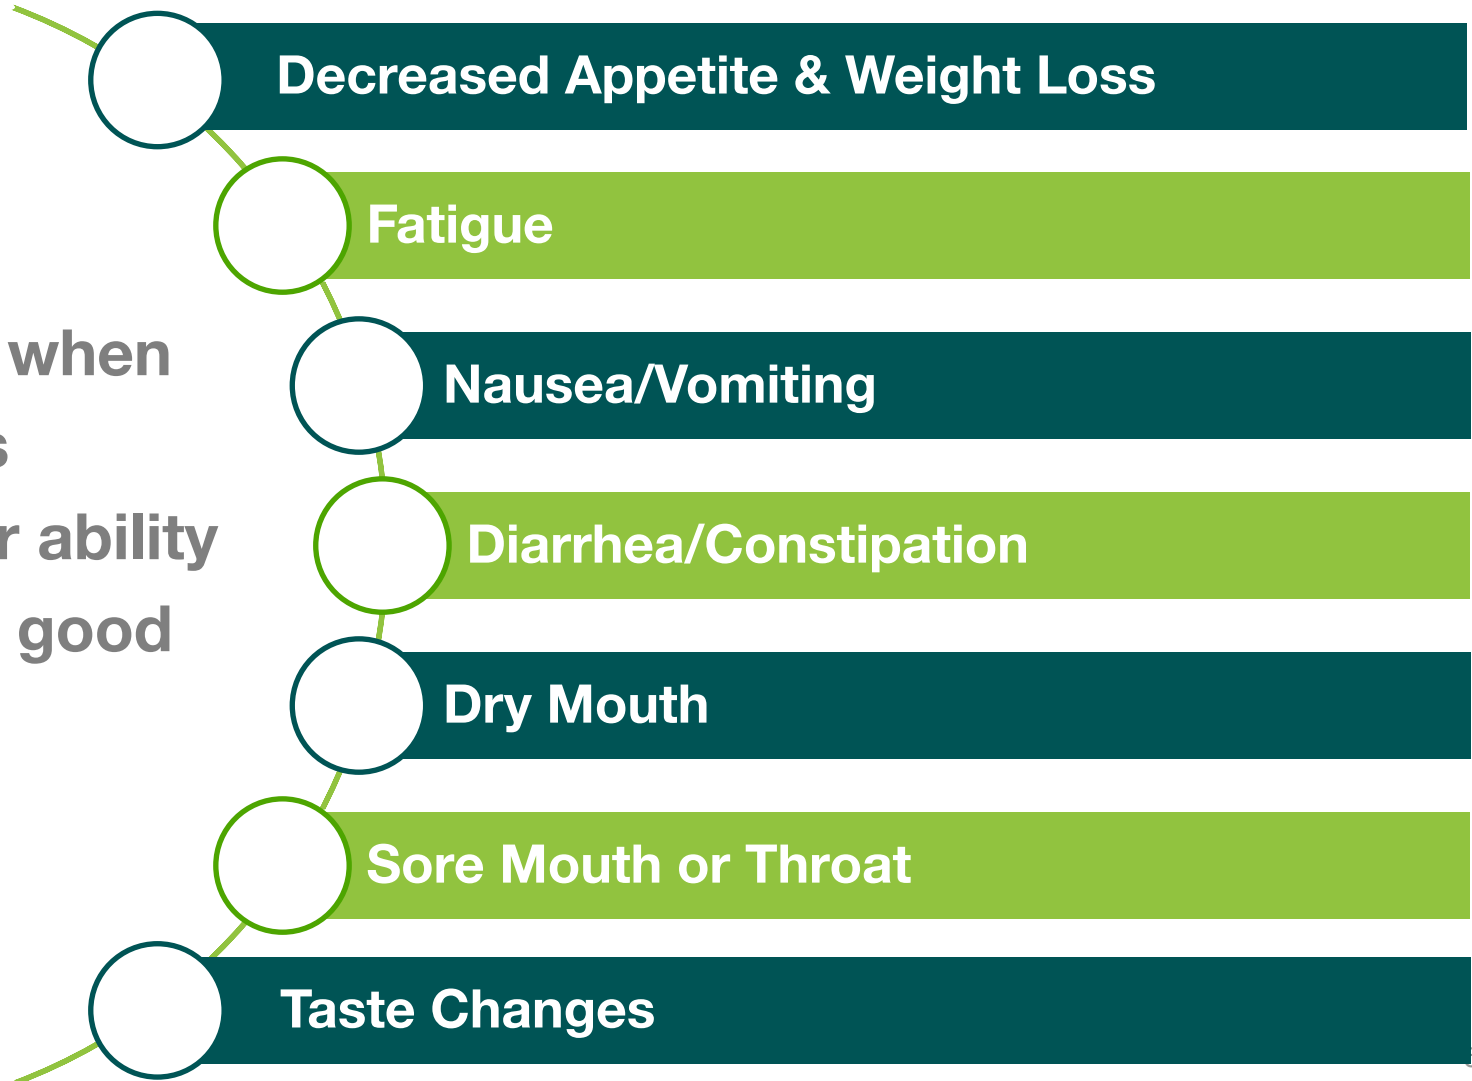 Decreased Appetite & Weight Loss
Fatigue
when
Nausea/Vomiting
s
r ability
Diarrhea/Constipation
good
Dry Mouth
Sore Mouth or Throat
Taste Changes